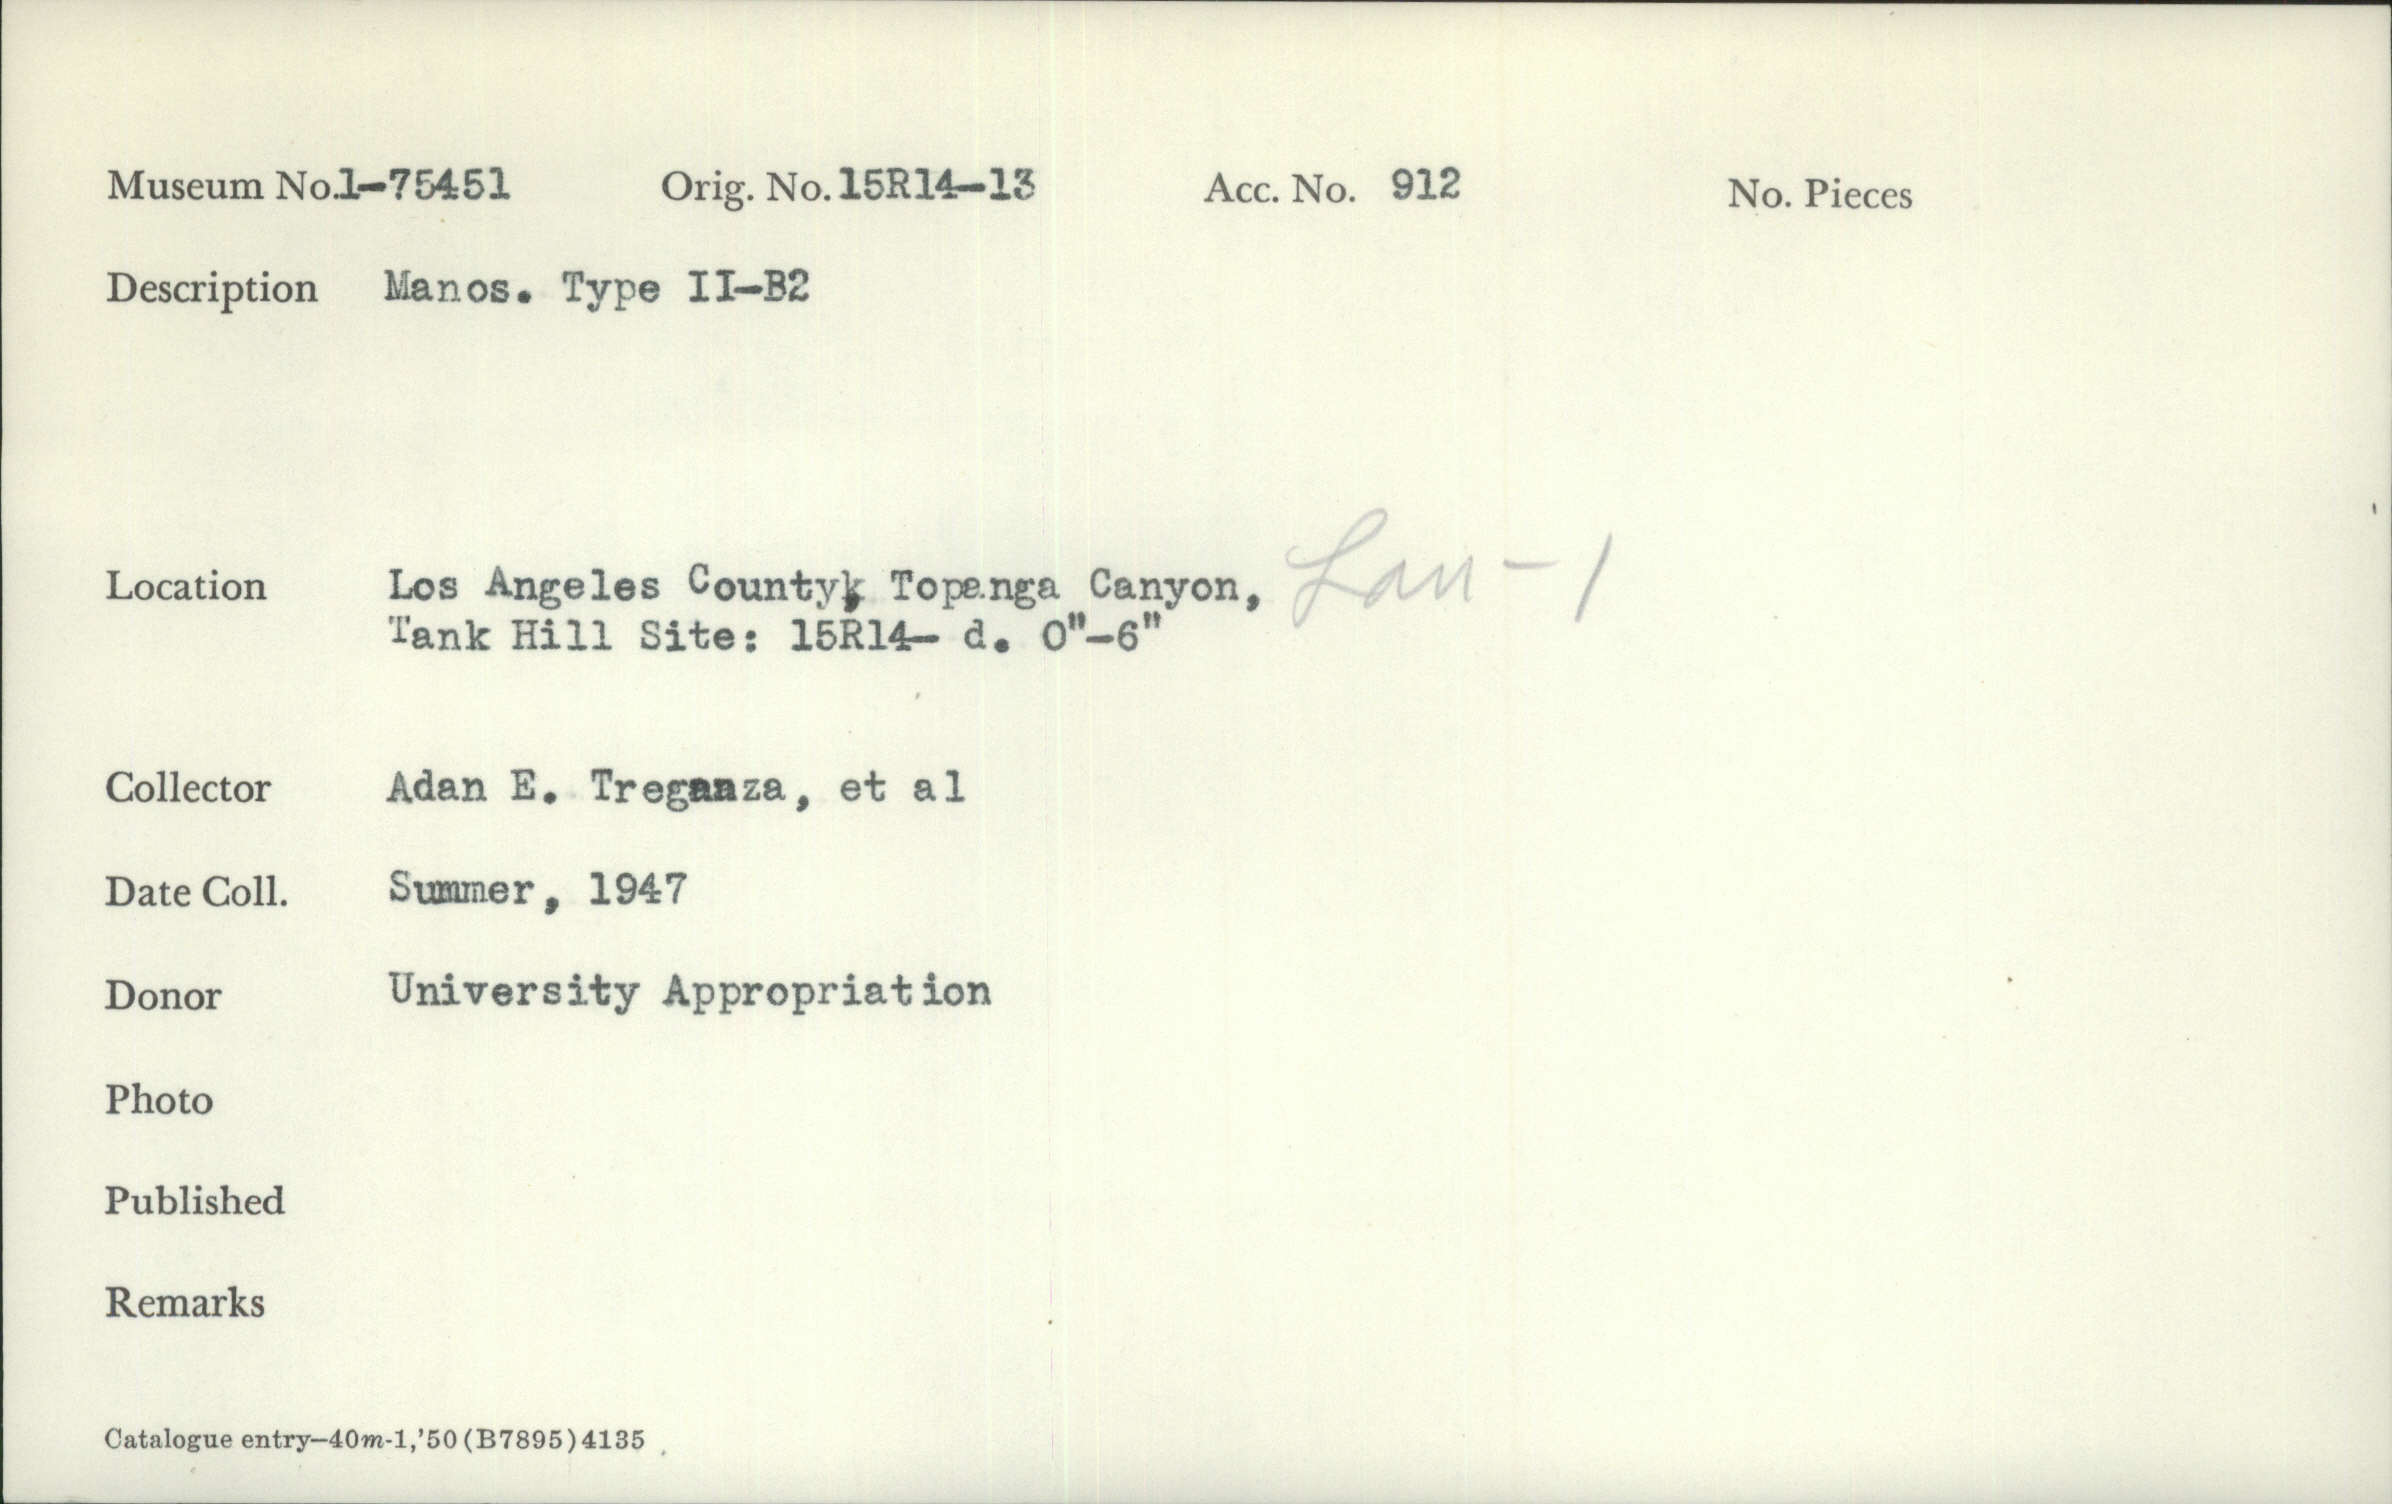 Museum No. 1-75451 Orig. No. 15R14-13 Acc. No. 912 No. Pieces
Description Manos. Type II-B2
Location Los Angeles County, Topanga Canyon, Lan-1
Tank Hill Site: 15R14- d. 0"-6"
Collector Adan E. Treganza, et al
Date Coll. Summer, 1947
Donor University Appropriation
Photo
Published
Remarks
Catalogue entry—40m-1,'50(B7895)4135